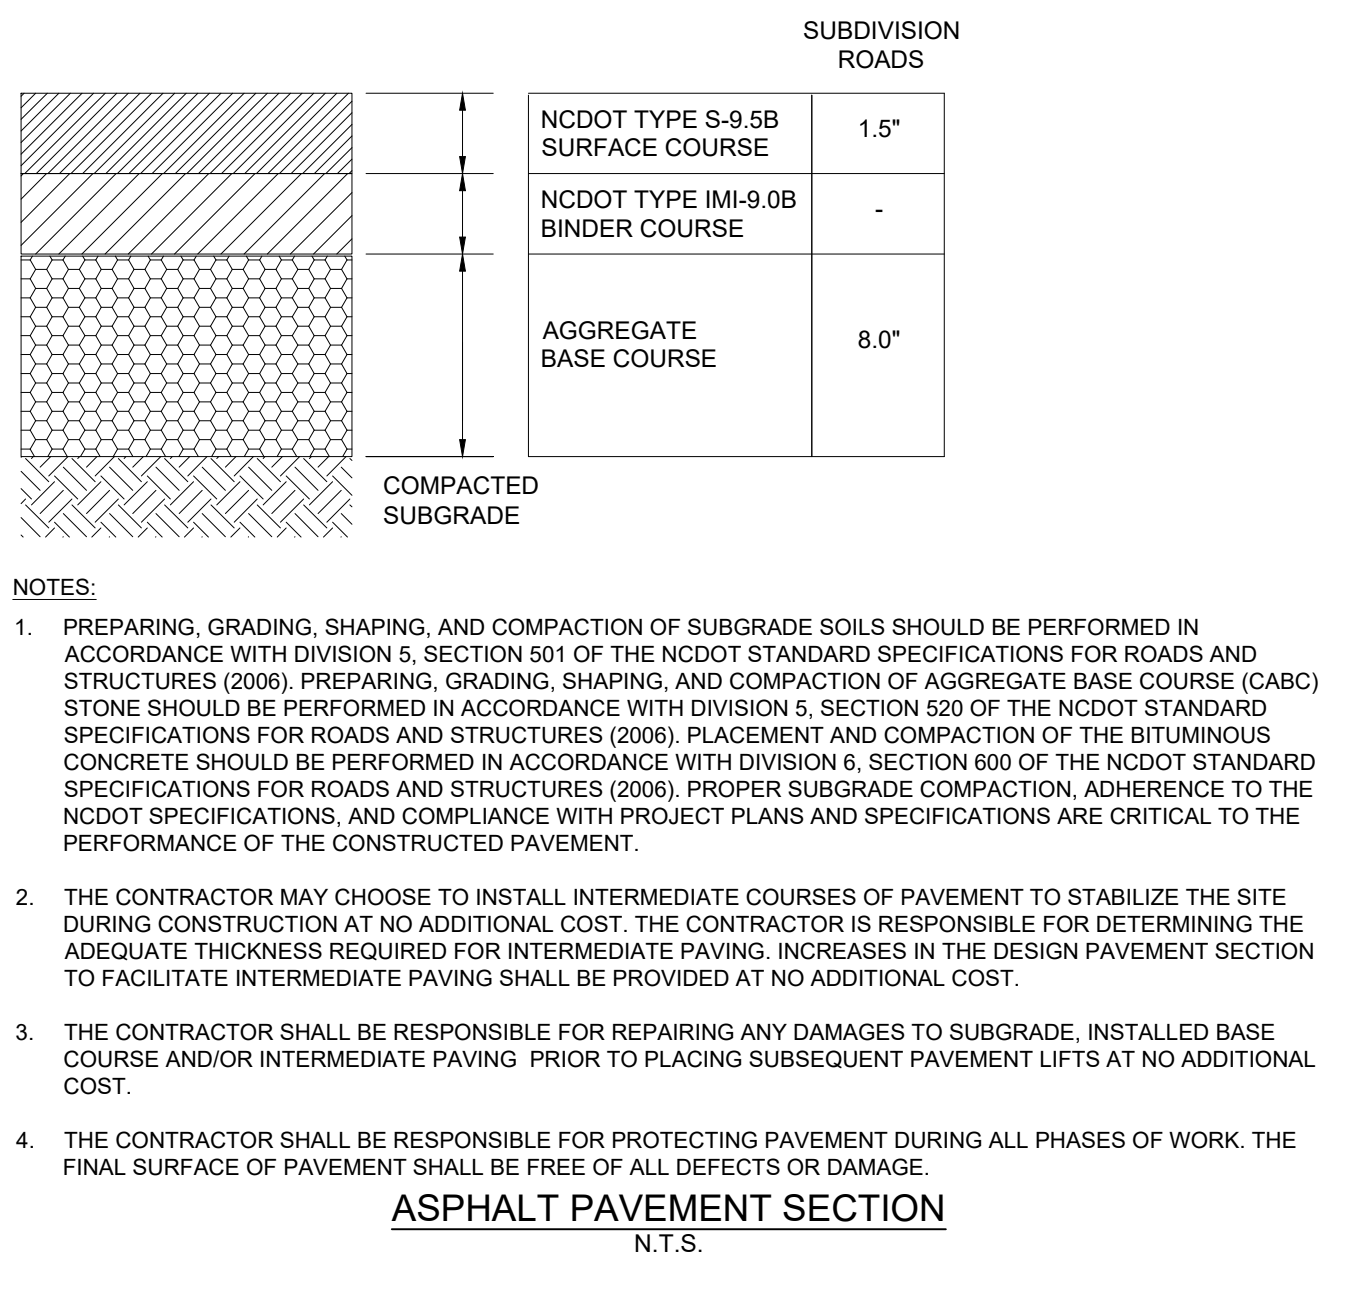 SUBDIVISION
ROADS
NCDOT TYPE S-9.5B
SURFACE COURSE
1.5"
NCDOT TYPE IMI-9.0B
BINDER COURSE
-
AGGREGATE
BASE COURSE
8.0"
COMPACTED
SUBGRADE
NOTES:
1. PREPARING, GRADING, SHAPING, AND COMPACTION OF SUBGRADE SOILS SHOULD BE PERFORMED IN
ACCORDANCE WITH DIVISION 5, SECTION 501 OF THE NCDOT STANDARD SPECIFICATIONS FOR ROADS AND
STRUCTURES (2006). PREPARING, GRADING, SHAPING, AND COMPACTION OF AGGREGATE BASE COURSE (CABC)
STONE SHOULD BE PERFORMED IN ACCORDANCE WITH DIVISION 5, SECTION 520 OF THE NCDOT STANDARD
SPECIFICATIONS FOR ROADS AND STRUCTURES (2006). PLACEMENT AND COMPACTION OF THE BITUMINOUS
CONCRETE SHOULD BE PERFORMED IN ACCORDANCE WITH DIVISION 6, SECTION 600 OF THE NCDOT STANDARD
SPECIFICATIONS FOR ROADS AND STRUCTURES (2006). PROPER SUBGRADE COMPACTION, ADHERENCE TO THE
NCDOT SPECIFICATIONS, AND COMPLIANCE WITH PROJECT PLANS AND SPECIFICATIONS ARE CRITICAL TO THE
PERFORMANCE OF THE CONSTRUCTED PAVEMENT.
2. THE CONTRACTOR MAY CHOOSE TO INSTALL INTERMEDIATE COURSES OF PAVEMENT TO STABILIZE THE SITE
DURING CONSTRUCTION AT NO ADDITIONAL COST. THE CONTRACTOR IS RESPONSIBLE FOR DETERMINING THE
ADEQUATE THICKNESS REQUIRED FOR INTERMEDIATE PAVING. INCREASES IN THE DESIGN PAVEMENT SECTION
TO FACILITATE INTERMEDIATE PAVING SHALL BE PROVIDED AT NO ADDITIONAL COST.
3. THE CONTRACTOR SHALL BE RESPONSIBLE FOR REPAIRING ANY DAMAGES TO SUBGRADE, INSTALLED BASE
COURSE AND/OR INTERMEDIATE PAVING PRIOR TO PLACING SUBSEQUENT PAVEMENT LIFTS AT NO ADDITIONAL
COST.
4. THE CONTRACTOR SHALL BE RESPONSIBLE FOR PROTECTING PAVEMENT DURING ALL PHASES OF WORK. THE
FINAL SURFACE OF PAVEMENT SHALL BE FREE OF ALL DEFECTS OR DAMAGE.
ASPHALT PAVEMENT SECTION
N.T.S.